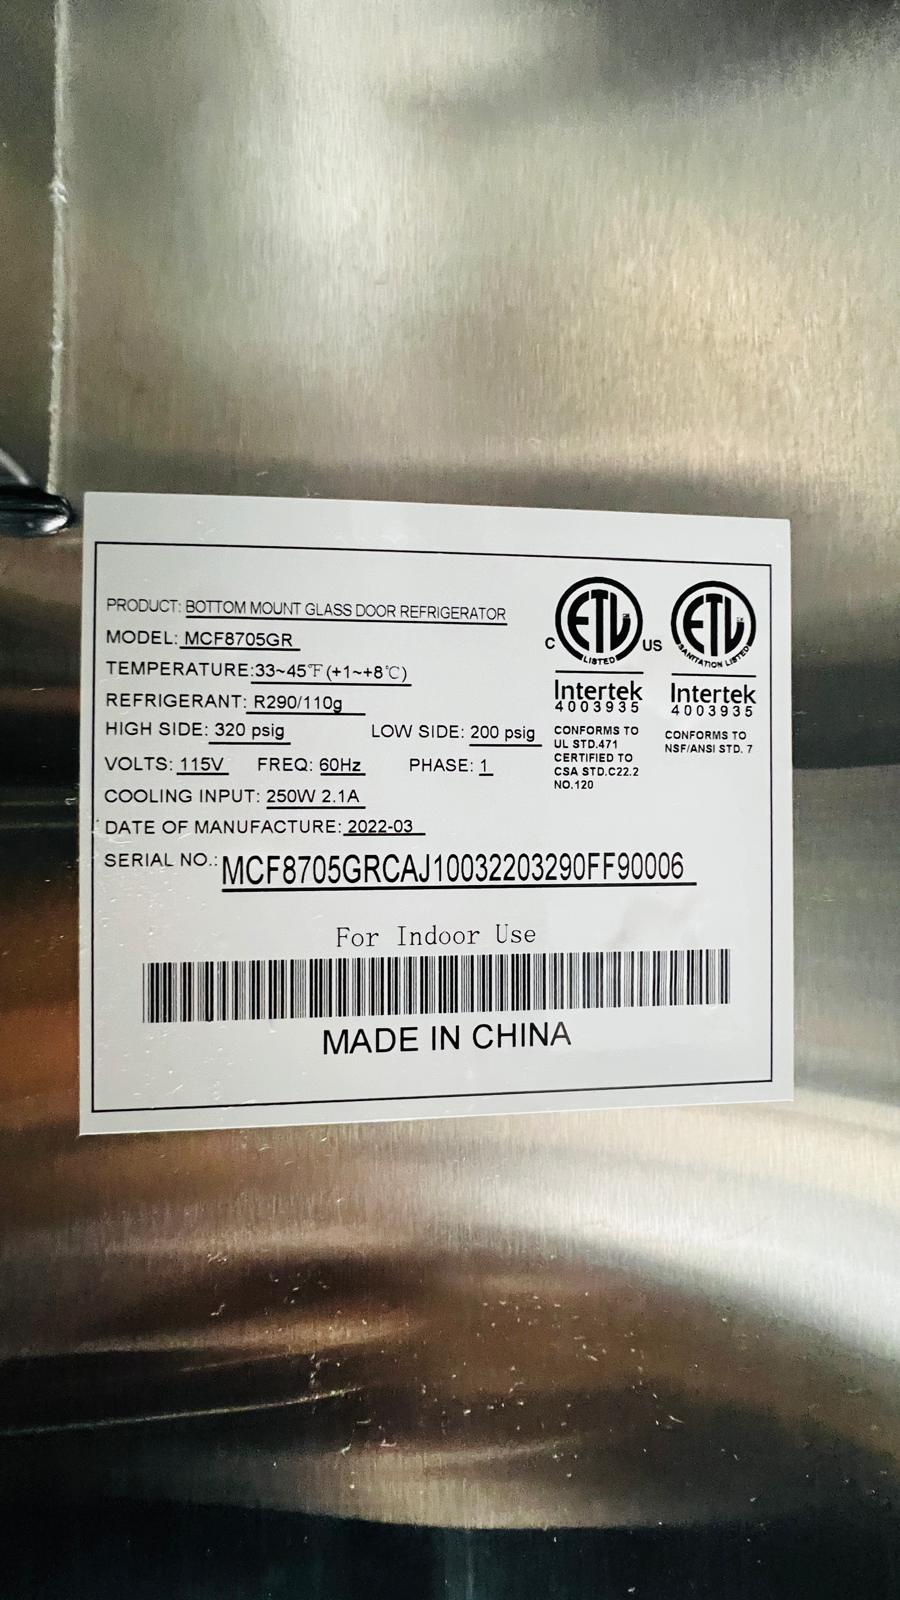 PRODUCT: BOTTOM MOUNT GLASS DOOR REFRIGERATOR
MODEL: MCF8705GR
TEMPERATURE:33~45℉(+1~+8℃)
REFRIGERANT: R290/110g
HIGH SIDE: 320 psig LOW SIDE: 200 psig
VOLTS: 115V FREQ: 60Hz PHASE: 1
COOLING INPUT: 250W 2.1A
DATE OF MANUFACTURE: 2022-03
SERIAL NO.: MCF8705GRCAJ10032203290FF90006
C ETL US
LISTED
Intertek
4003935
CONFORMS TO
UL STD.471
CERTIFIED TO
CSA STD.C22.2
NO.120
ETL
SANITATION LISTED
Intertek
4003935
CONFORMS TO
NSF/ANSI STD. 7
For Indoor Use
MADE IN CHINA